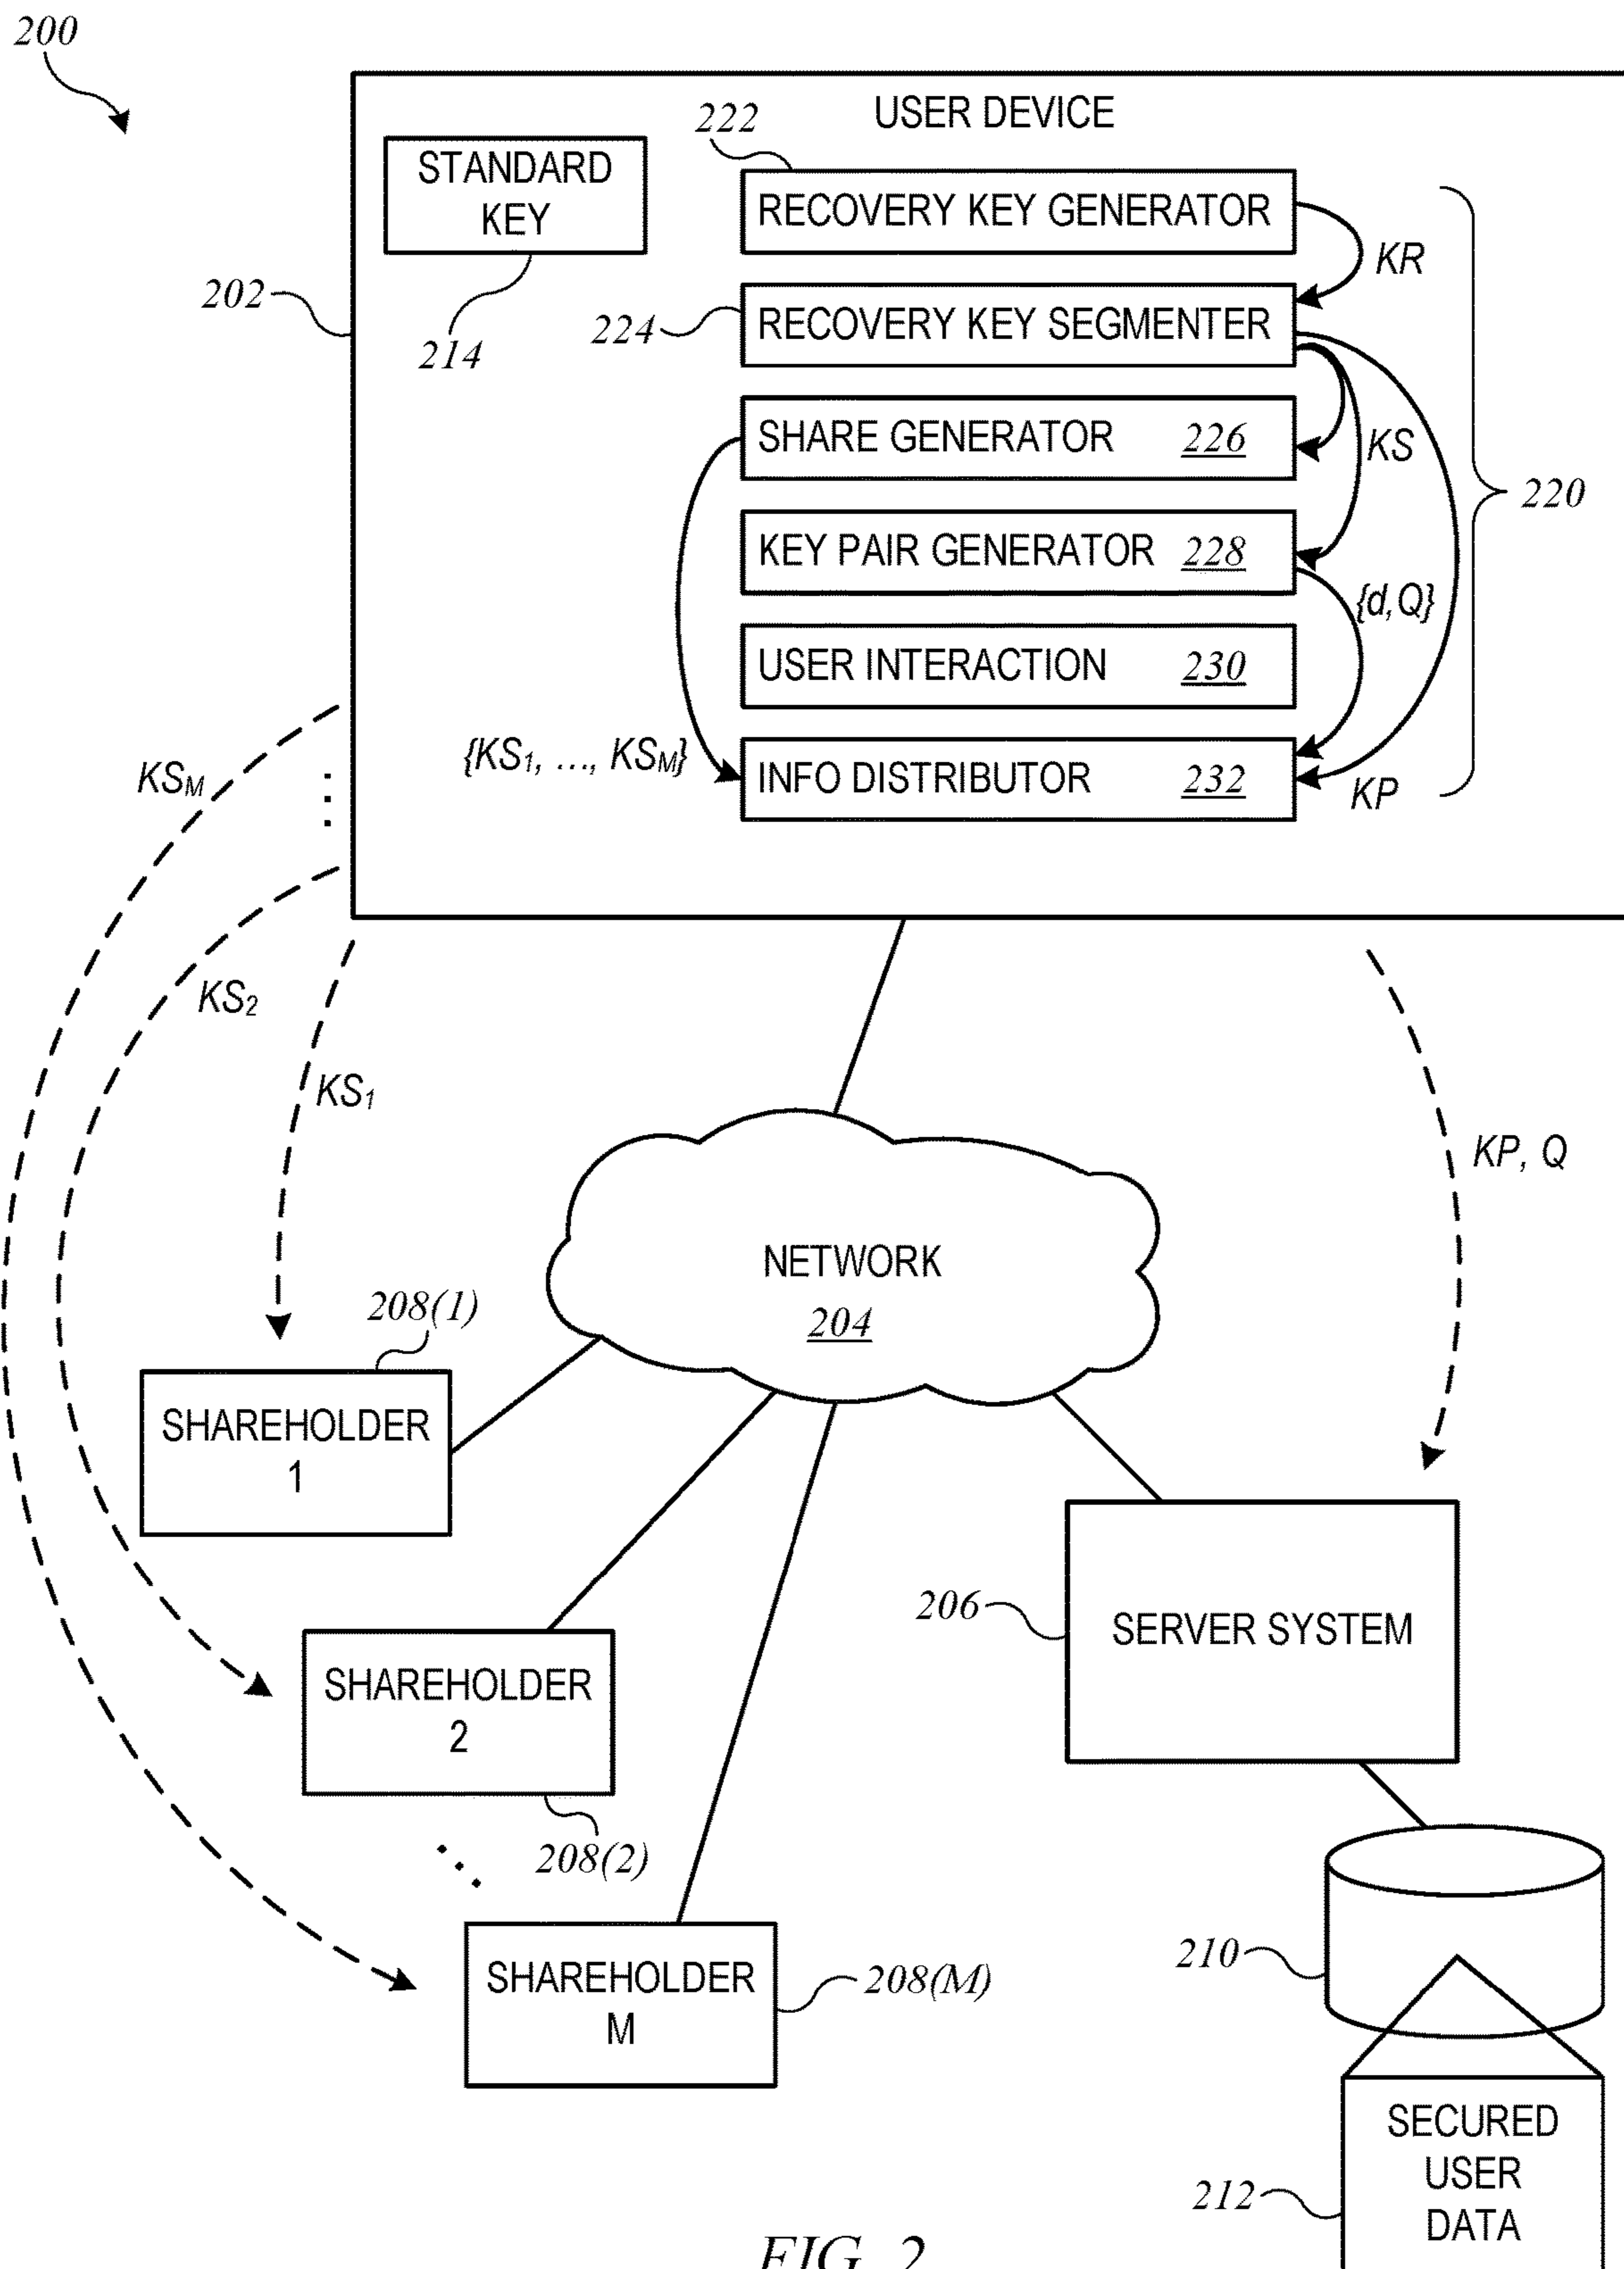 200
USER DEVICE
222
STANDARD
KEY
RECOVERY KEY GENERATOR
KR
202
214
224
RECOVERY KEY SEGMENTER
SHARE GENERATOR 226
KS
220
KEY PAIR GENERATOR 228
{d,Q}
USER INTERACTION 230
{KS1, ..., KSM}
INFO DISTRIBUTOR 232
KP
KSM
KS2
KS1
KP, Q
NETWORK
204
208(1)
SHAREHOLDER
1
206
SERVER SYSTEM
SHAREHOLDER
2
208(2)
SHAREHOLDER
M
208(M)
210
SECURED
USER
DATA
212
FIG. 2